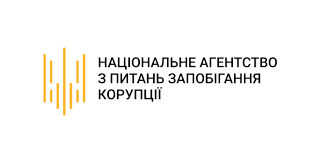 НАЦІОНАЛЬНЕ АГЕНТСТВО
З ПИТАНЬ ЗАПОБІГАННЯ
КОРУПЦІЇ